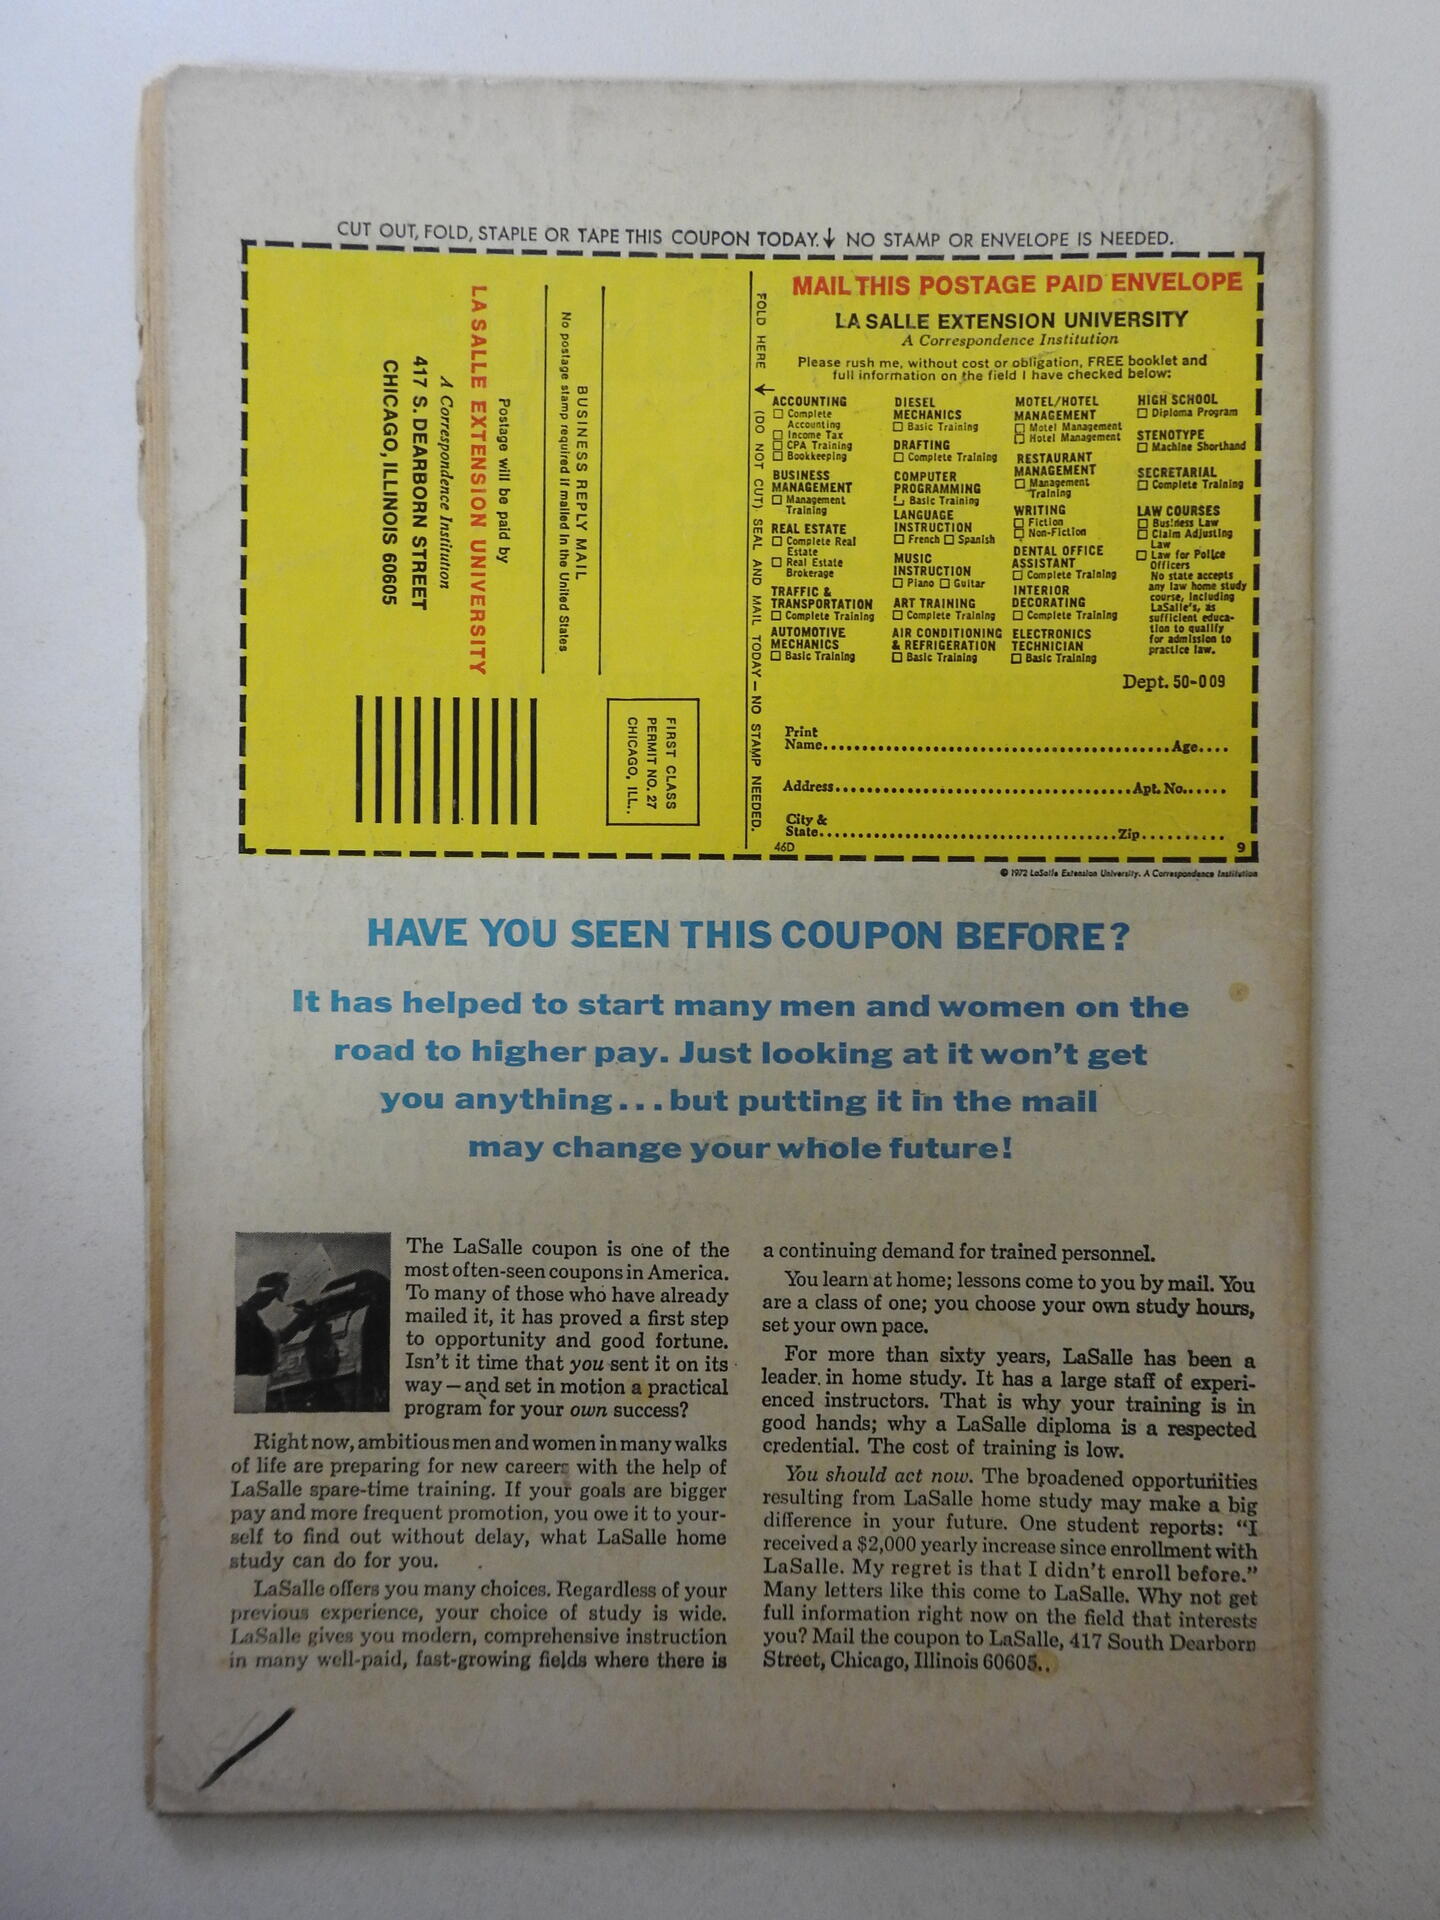 CUT OUT, FOLD, STAPLE OR TAPE THIS COUPON TODAY. ↓ NO STAMP OR ENVELOPE IS NEEDED.
BUSINESS REPLY MAIL
No postage stamp required if mailed in the United States
Postage will be paid by
LA SALLE EXTENSION UNIVERSITY
A Correspondence Institution
417 S. DEARBORN STREET
CHICAGO, ILLINOIS 60605
FIRST CLASS
PERMIT NO. 27
CHICAGO, ILL..
FOLD HERE → (DO NOT CUT) SEAL AND MAIL TODAY — NO STAMP NEEDED.
MAIL THIS POSTAGE PAID ENVELOPE
LA SALLE EXTENSION UNIVERSITY
A Correspondence Institution
Please rush me, without cost or obligation, FREE booklet and
full information on the field I have checked below:
ACCOUNTING
☐ Complete
Accounting
☐ Income Tax
☐ CPA Training
☐ Bookkeeping
BUSINESS
MANAGEMENT
☐ Management
Training
REAL ESTATE
☐ Complete Real
Estate
☐ Real Estate
Brokerage
TRAFFIC &
TRANSPORTATION
☐ Complete Training
AUTOMOTIVE
MECHANICS
☐ Basic Training
DIESEL
MECHANICS
☐ Basic Training
DRAFTING
☐ Complete Training
COMPUTER
PROGRAMMING
☐ Basic Training
LANGUAGE
INSTRUCTION
☐ French ☐ Spanish
MUSIC
INSTRUCTION
☐ Piano ☐ Guitar
ART TRAINING
☐ Complete Training
AIR CONDITIONING
& REFRIGERATION
☐ Basic Training
MOTEL/HOTEL
MANAGEMENT
☐ Motel Management
☐ Hotel Management
RESTAURANT
MANAGEMENT
☐ Management
Training
WRITING
☐ Fiction
☐ Non-Fiction
DENTAL OFFICE
ASSISTANT
☐ Complete Training
INTERIOR
DECORATING
☐ Complete Training
ELECTRONICS
TECHNICIAN
☐ Basic Training
HIGH SCHOOL
☐ Diploma Program
STENOTYPE
☐ Machine Shorthand
SECRETARIAL
☐ Complete Training
LAW COURSES
☐ Business Law
☐ Claim Adjusting
Law
☐ Law for Police
Officers
No state accepts
any law home study
course, including
LaSalle's, as
sufficient educa-
tion to qualify
for admission to
practice law.
Dept. 50-009
Print
Name..........Age....
Address..........Apt. No......
City &
State..........Zip..........
46D
9
© 1972 LaSalle Extension University. A Correspondence Institution
HAVE YOU SEEN THIS COUPON BEFORE?
It has helped to start many men and women on the
road to higher pay. Just looking at it won't get
you anything...but putting it in the mail
may change your whole future!
The LaSalle coupon is one of the
most often-seen coupons in America.
To many of those who have already
mailed it, it has proved a first step
to opportunity and good fortune.
Isn't it time that you sent it on its
way — and set in motion a practical
program for your own success?
Right now, ambitious men and women in many walks
of life are preparing for new careers with the help of
LaSalle spare-time training. If your goals are bigger
pay and more frequent promotion, you owe it to your-
self to find out without delay, what LaSalle home
study can do for you.
LaSalle offers you many choices. Regardless of your
previous experience, your choice of study is wide.
LaSalle gives you modern, comprehensive instruction
in many well-paid, fast-growing fields where there is
a continuing demand for trained personnel.
You learn at home; lessons come to you by mail. You
are a class of one; you choose your own study hours,
set your own pace.
For more than sixty years, LaSalle has been a
leader in home study. It has a large staff of experi-
enced instructors. That is why your training is in
good hands; why a LaSalle diploma is a respected
credential. The cost of training is low.
You should act now. The broadened opportunities
resulting from LaSalle home study may make a big
difference in your future. One student reports: "I
received a $2,000 yearly increase since enrollment with
LaSalle. My regret is that I didn't enroll before."
Many letters like this come to LaSalle. Why not get
full information right now on the field that interests
you? Mail the coupon to LaSalle, 417 South Dearborn
Street, Chicago, Illinois 60605..